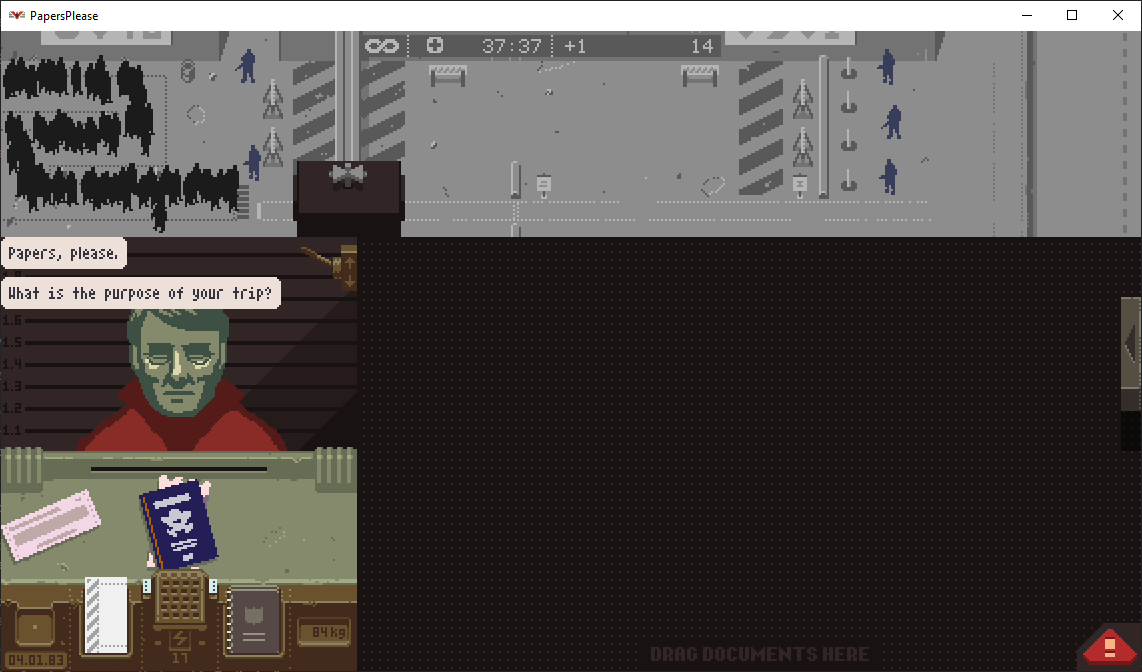 PapersPlease
37:37
+1
14
Papers, please.
What is the purpose of your trip?
1.6
1.5
1.4
1.3
1.2
1.1
84kg
04.01.83
17
DRAG DOCUMENTS HERE